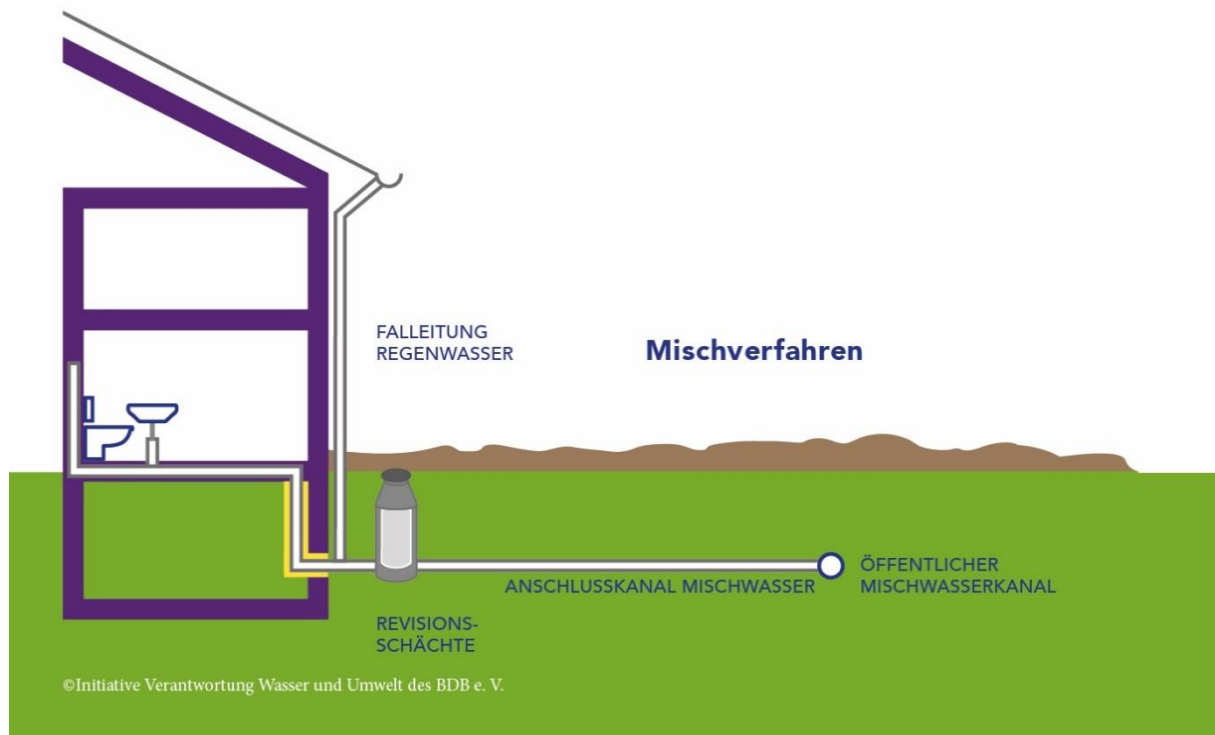 FALLEITUNG
REGENWASSER
Mischverfahren
ANSCHLUSSKANAL MISCHWASSER
ÖFFENTLICHER
MISCHWASSERKANAL
REVISIONS-
SCHÄCHTE
©Initiative Verantwortung Wasser und Umwelt des BDB e. V.